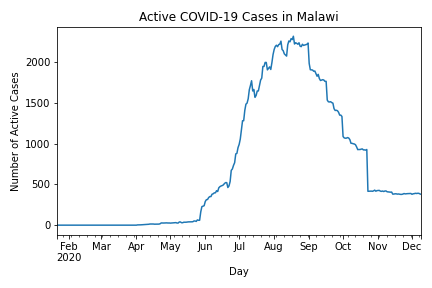 Active COVID-19 Cases in Malawi
Number of Active Cases
2000
1500
1000
500
0
Feb Mar Apr May Jun Jul Aug Sep Oct Nov Dec
2020
Day